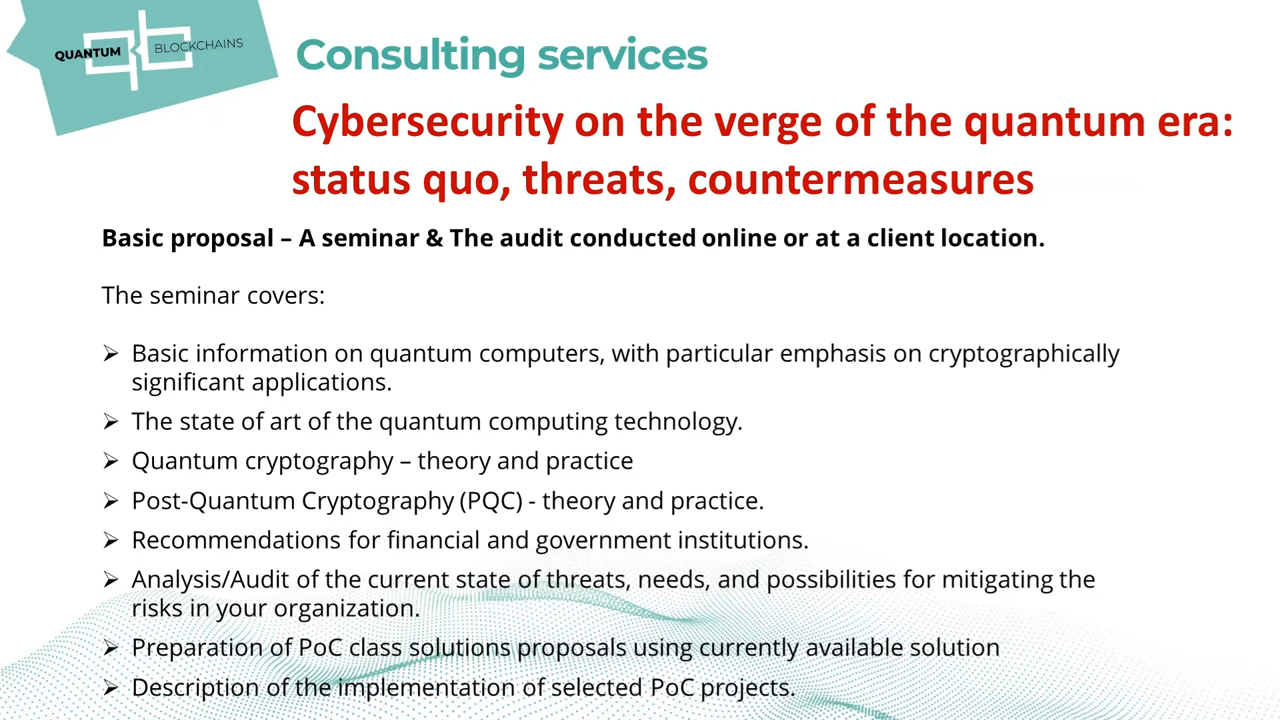 QUANTUM BLOCKCHAINS
Consulting services
Cybersecurity on the verge of the quantum era:
status quo, threats, countermeasures
Basic proposal – A seminar & The audit conducted online or at a client location.
The seminar covers:
➢ Basic information on quantum computers, with particular emphasis on cryptographically
significant applications.
➢ The state of art of the quantum computing technology.
➢ Quantum cryptography – theory and practice
➢ Post-Quantum Cryptography (PQC) - theory and practice.
➢ Recommendations for financial and government institutions.
➢ Analysis/Audit of the current state of threats, needs, and possibilities for mitigating the
risks in your organization.
➢ Preparation of PoC class solutions proposals using currently available solution
➢ Description of the implementation of selected PoC projects.